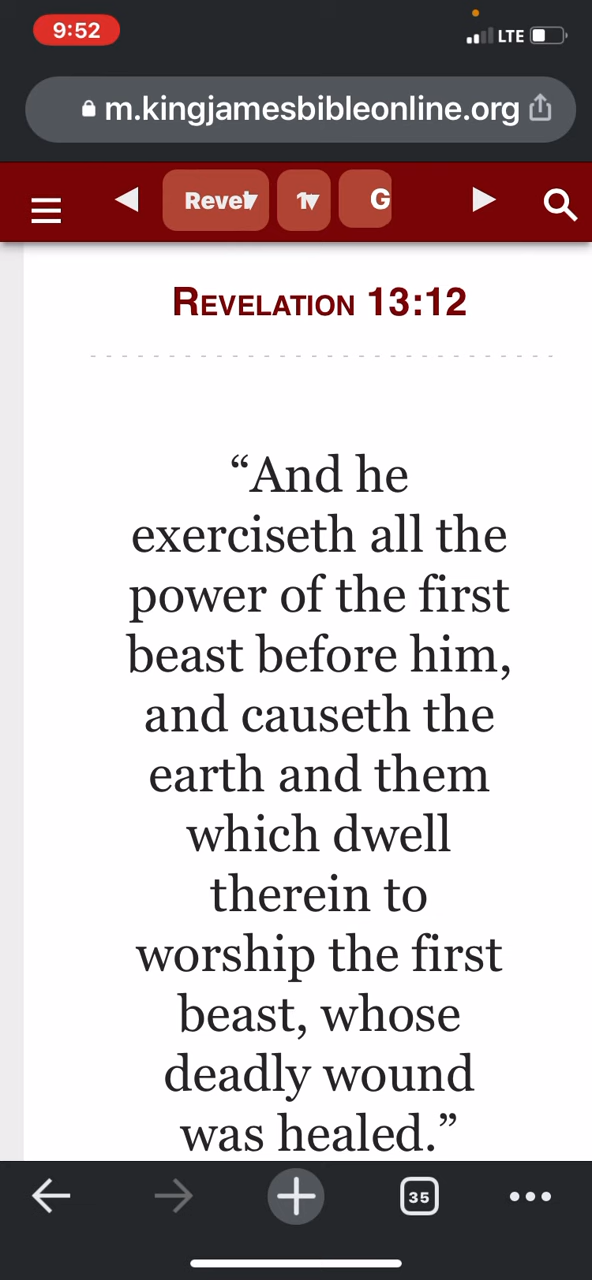 9:52
LTE
m.kingjamesbibleonline.org
Revel
G
REVELATION 13:12
“And he
exerciseth all the
power of the first
beast before him,
and causeth the
earth and them
which dwell
therein to
worship the first
beast, whose
deadly wound
was healed.”
35